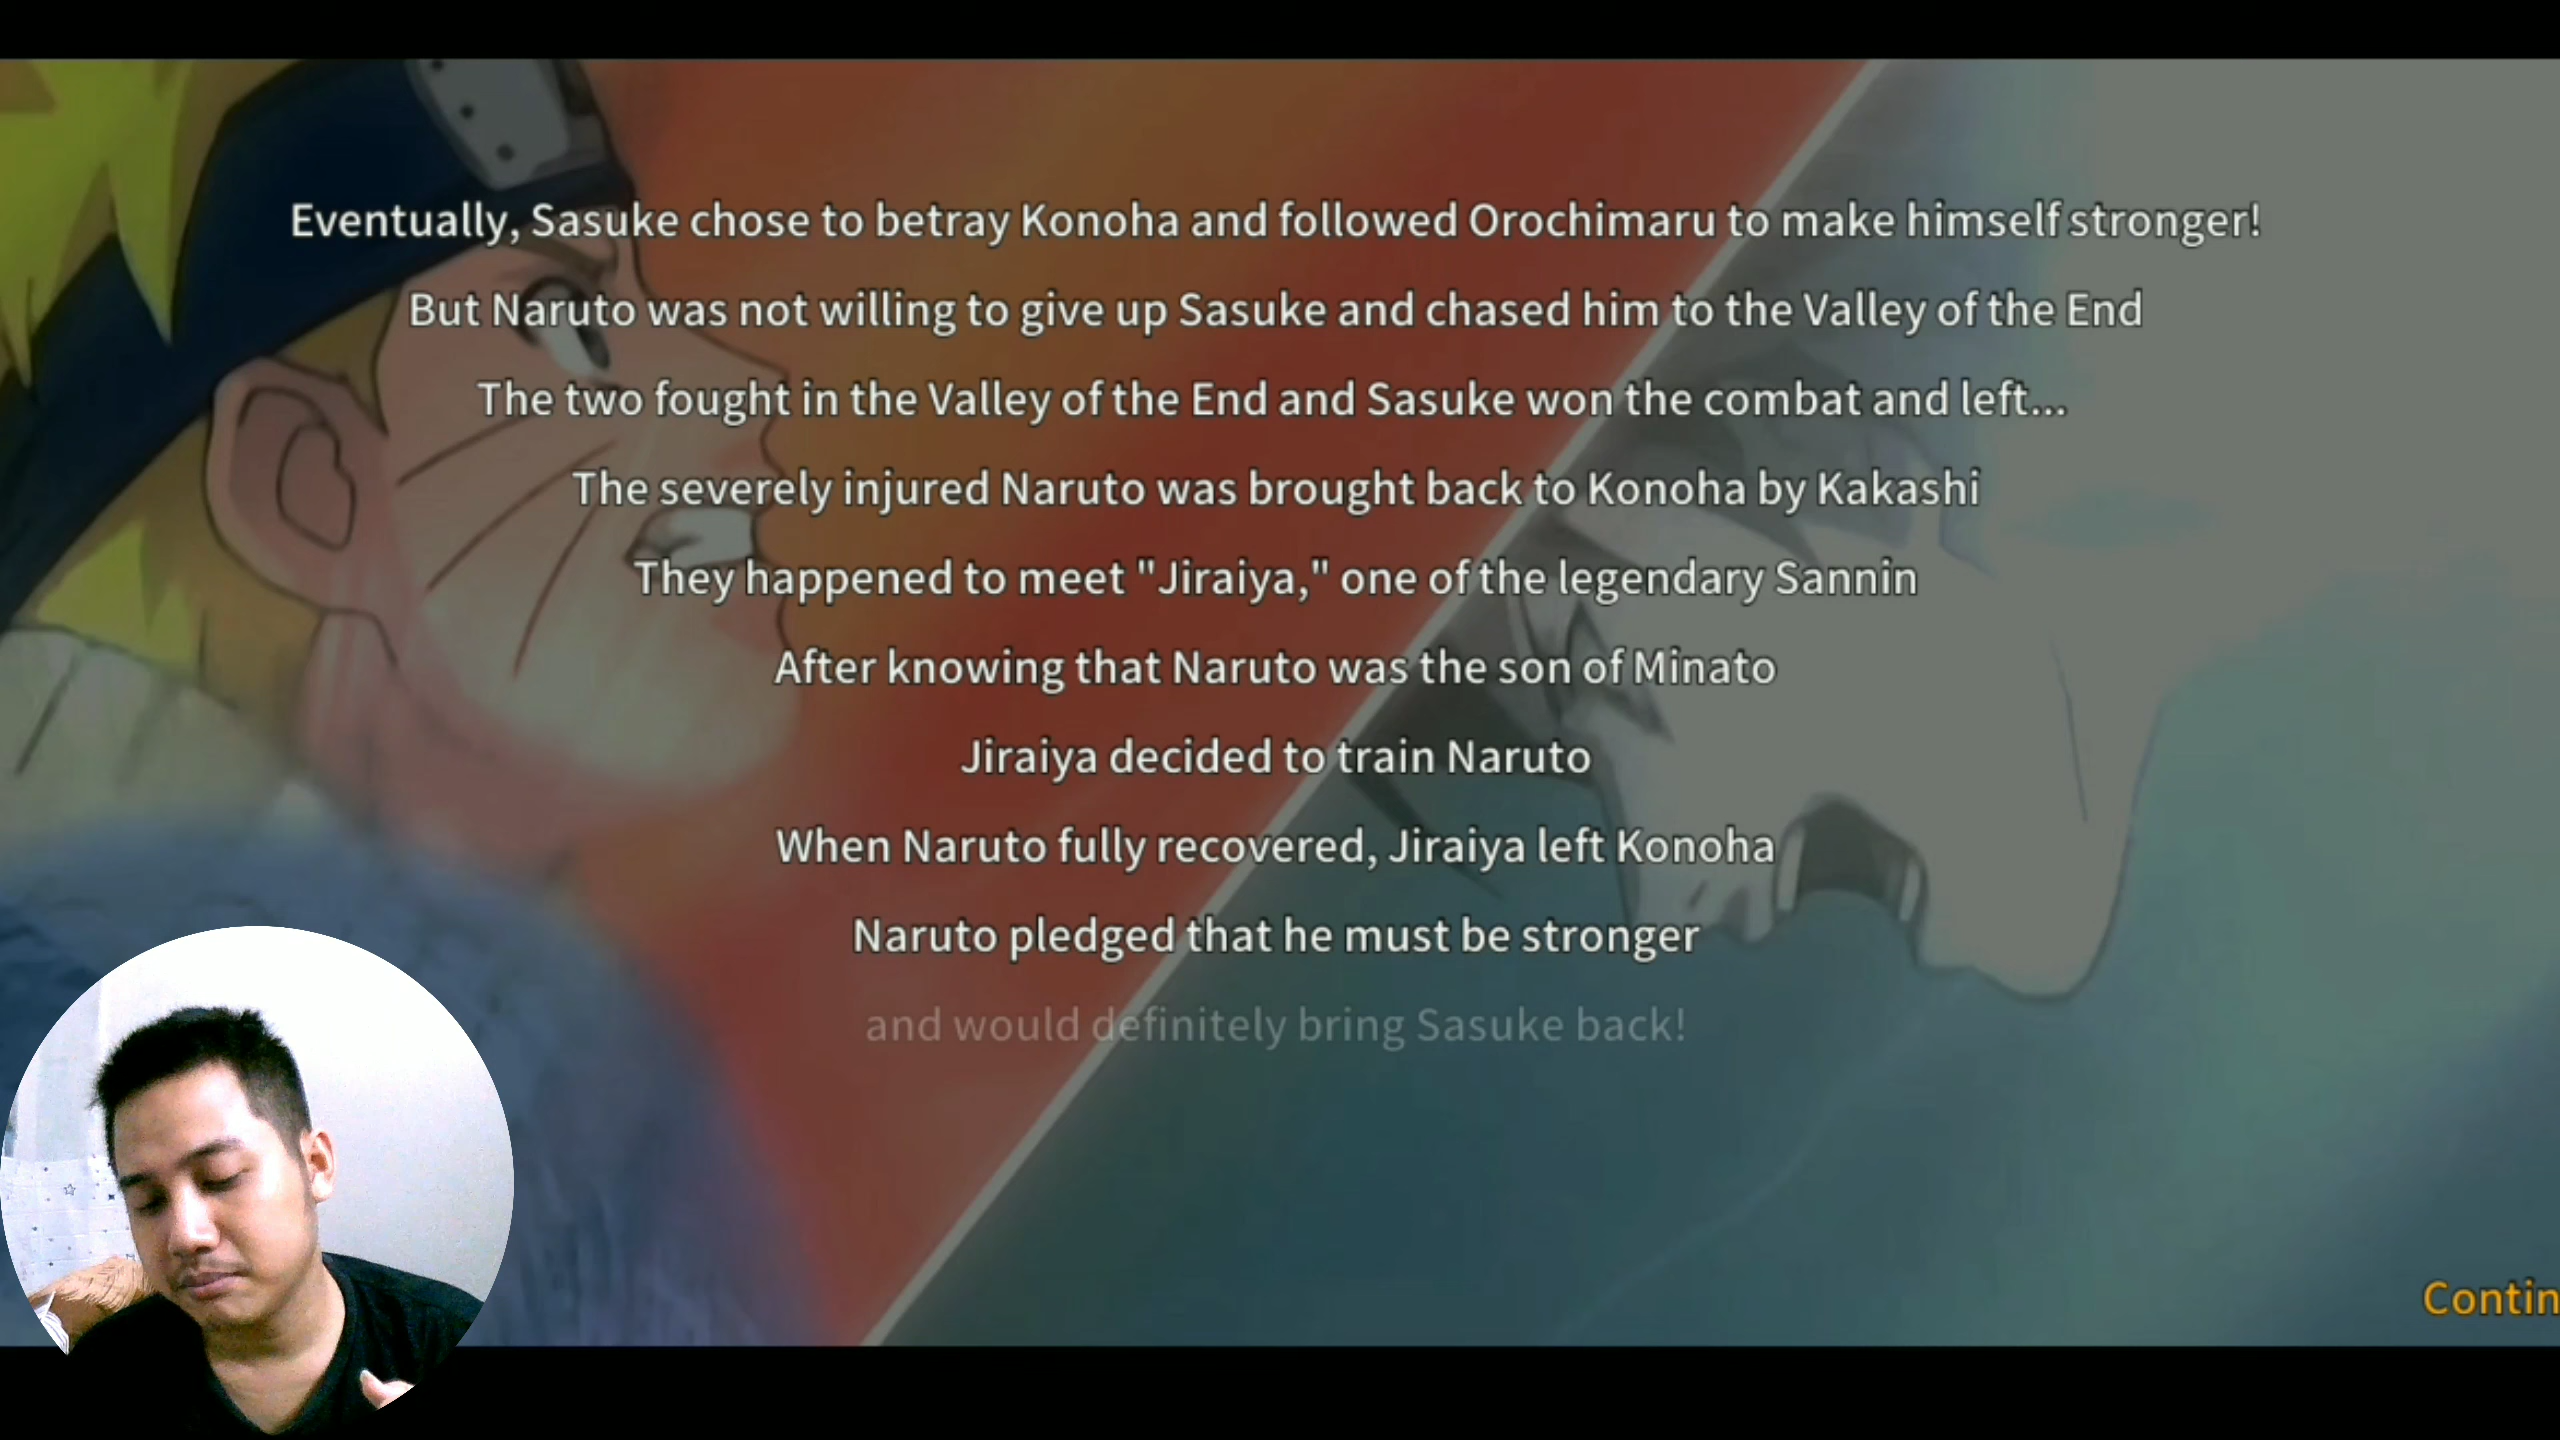 Eventually, Sasuke chose to betray Konoha and followed Orochimaru to make himself stronger!
But Naruto was not willing to give up Sasuke and chased him to the Valley of the End
The two fought in the Valley of the End and Sasuke won the combat and left...
The severely injured Naruto was brought back to Konoha by Kakashi
They happened to meet "Jiraiya," one of the legendary Sannin
After knowing that Naruto was the son of Minato
Jiraiya decided to train Naruto
When Naruto fully recovered, Jiraiya left Konoha
Naruto pledged that he must be stronger
and would definitely bring Sasuke back!
Contin